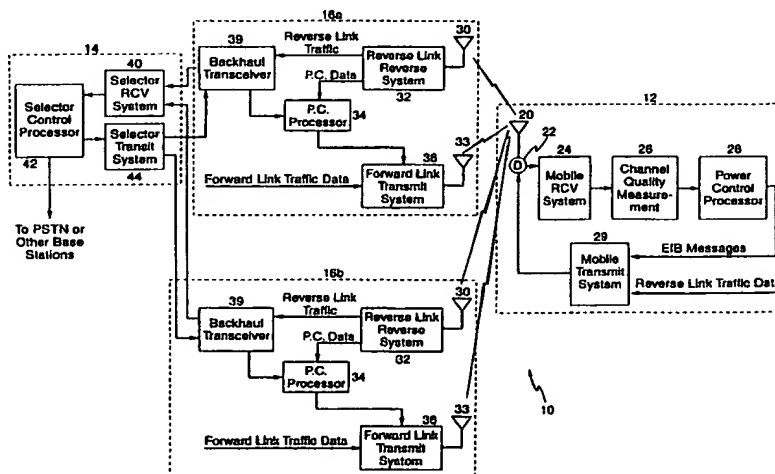 16a
14
40
Selector
RCV
System
Selector
Control
Processor
42
Selector
Transit
System
44
To PSTN or
Other Base
Stations
39
Backhaul
Transceiver
Reverse Link
Traffic
Reverse Link
Reverse
System
32
30
P.C. Data
P.C.
Processor
34
33
36
Forward Link
Transmit
System
Forward Link Traffic Data
12
20
22
D
24
Mobile
RCV
System
26
Channel
Quality
Measure-
ment
28
Power
Control
Processor
29
Mobile
Transmit
System
EIB Messages
Reverse Link Traffic Data
10
16b
39
Backhaul
Transceiver
Reverse Link
Traffic
Reverse Link
Reverse
System
32
30
P.C. Data
P.C.
Processor
34
33
36
Forward Link
Transmit
System
Forward Link Traffic Data